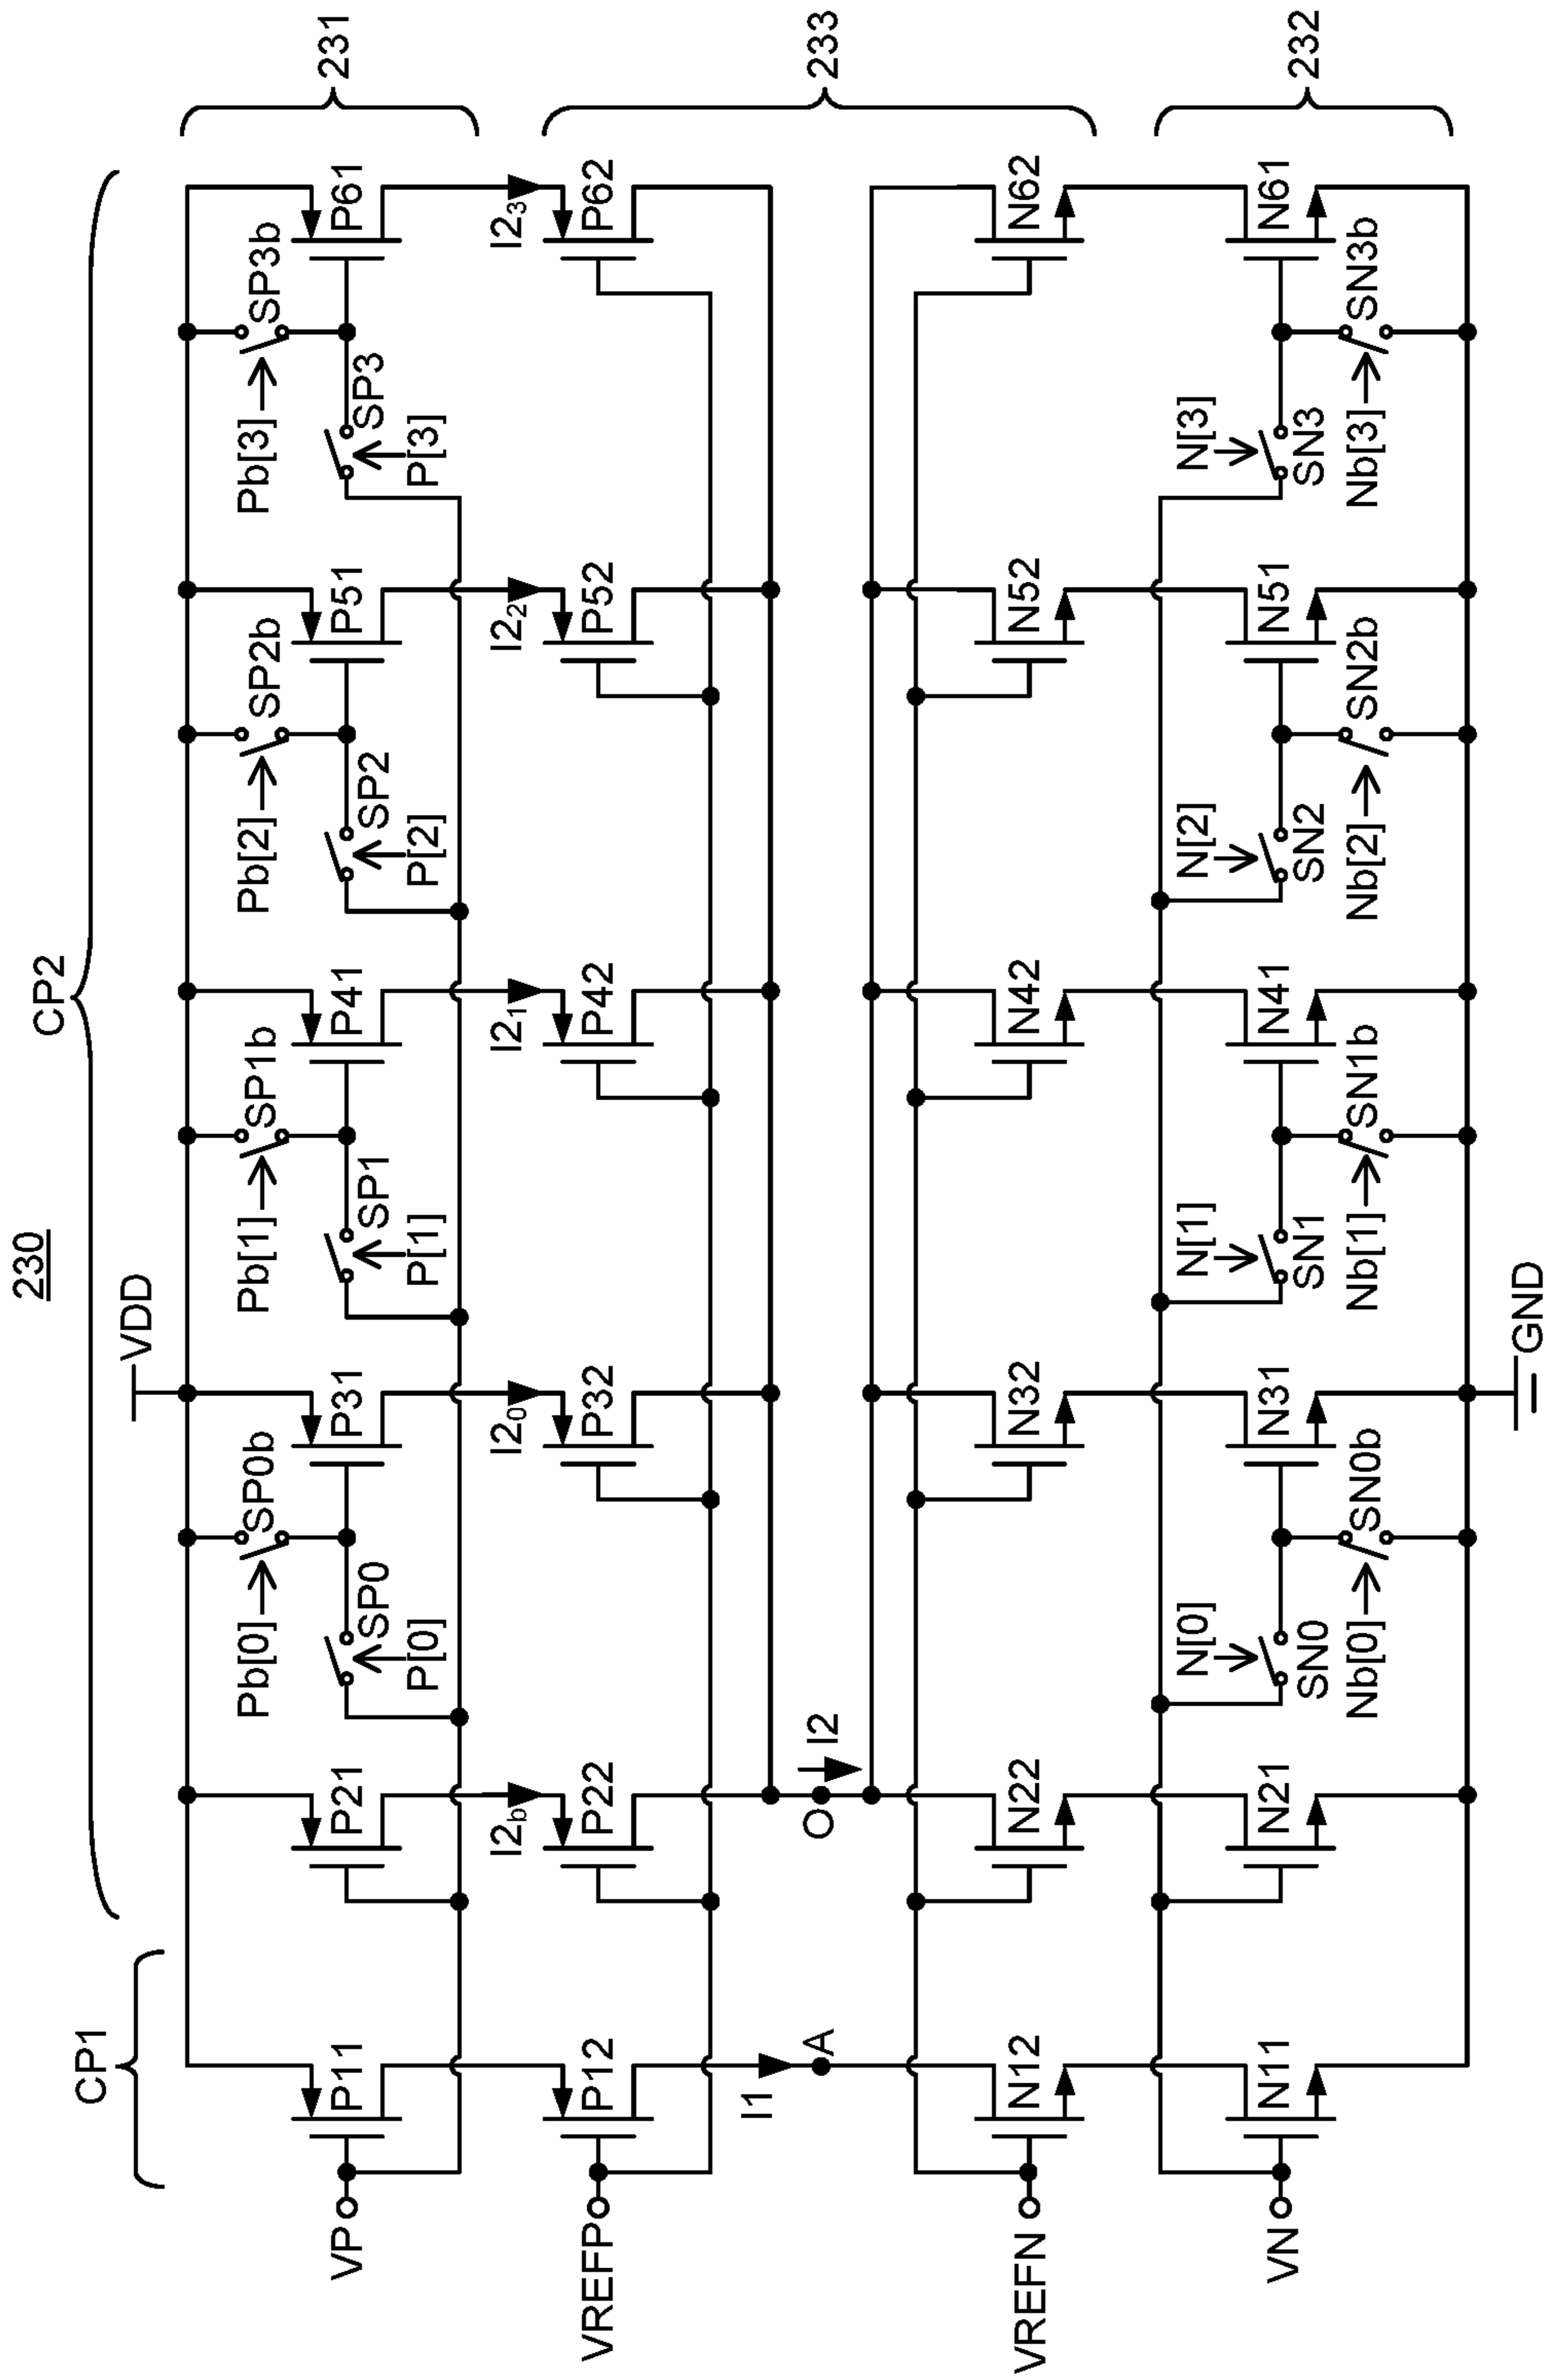 230
CP1
CP2
VDD
Pb[0]
SP0b
Pb[1]
SP1b
Pb[2]
SP2b
Pb[3]
SP3b
231
VP
P11
P21
SP0
P31
SP1
P41
SP2
P51
SP3
P61
P[0]
P[1]
P[2]
P[3]
I2b
I20
I21
I22
I23
VREFP
P12
P22
P32
P42
P52
P62
I1
A
O
I2
233
VREFN
N12
N22
N32
N42
N52
N62
N[0]
N[1]
N[2]
N[3]
VN
N11
N21
SN0
N31
SN1
N41
SN2
N51
SN3
N61
232
Nb[0]
SN0b
Nb[1]
SN1b
Nb[2]
SN2b
Nb[3]
SN3b
GND